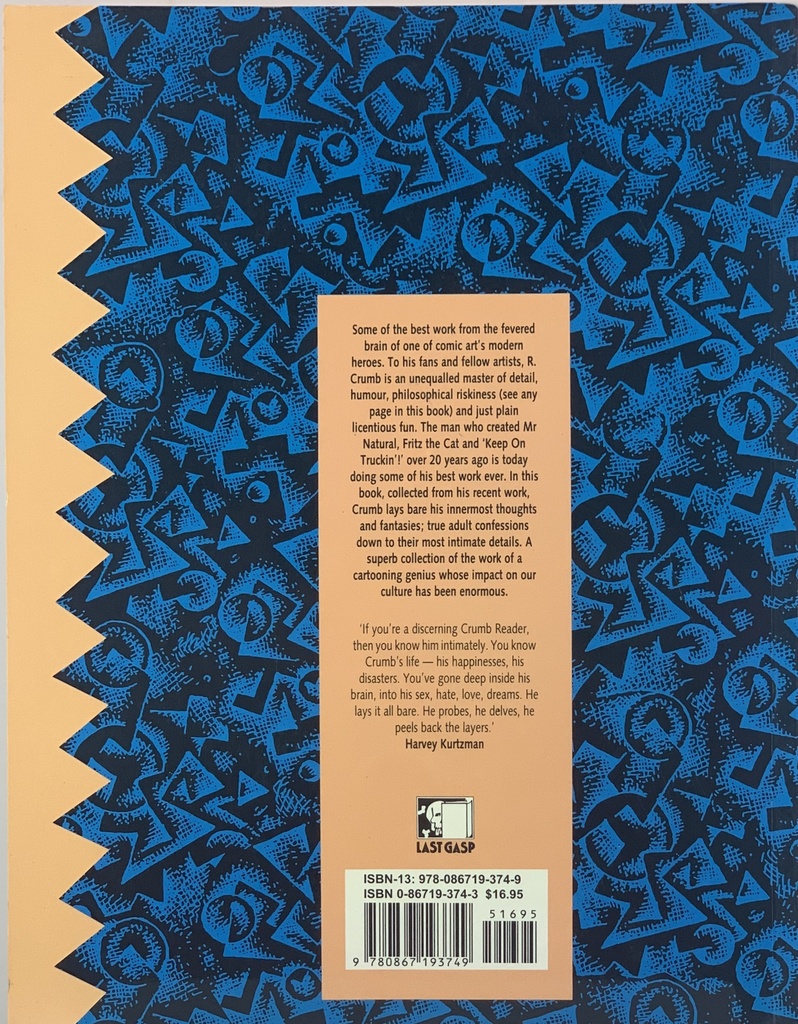 Some of the best work from the fevered
brain of one of comic art's modern
heroes. To his fans and fellow artists, R.
Crumb is an unequalled master of detail,
humour, philosophical riskiness (see any
page in this book) and just plain
licentious fun. The man who created Mr
Natural, Fritz the Cat and 'Keep On
Truckin'!' over 20 years ago is today
doing some of his best work ever. In this
book, collected from his recent work,
Crumb lays bare his innermost thoughts
and fantasies; true adult confessions
down to their most intimate details. A
superb collection of the work of a
cartooning genius whose impact on our
culture has been enormous.
'If you're a discerning Crumb Reader,
then you know him intimately. You know
Crumb's life — his happinesses, his
disasters. You've gone deep inside his
brain, into his sex, hate, love, dreams. He
lays it all bare. He probes, he delves, he
peels back the layers.'
Harvey Kurtzman
LAST GASP
ISBN-13: 978-086719-374-9
ISBN 0-86719-374-3 $16.95
51695
9 780867 193749